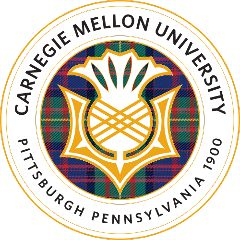 CARNEGIE MELLON UNIVERSITY
PITTSBURGH PENNSYLVANIA 1900